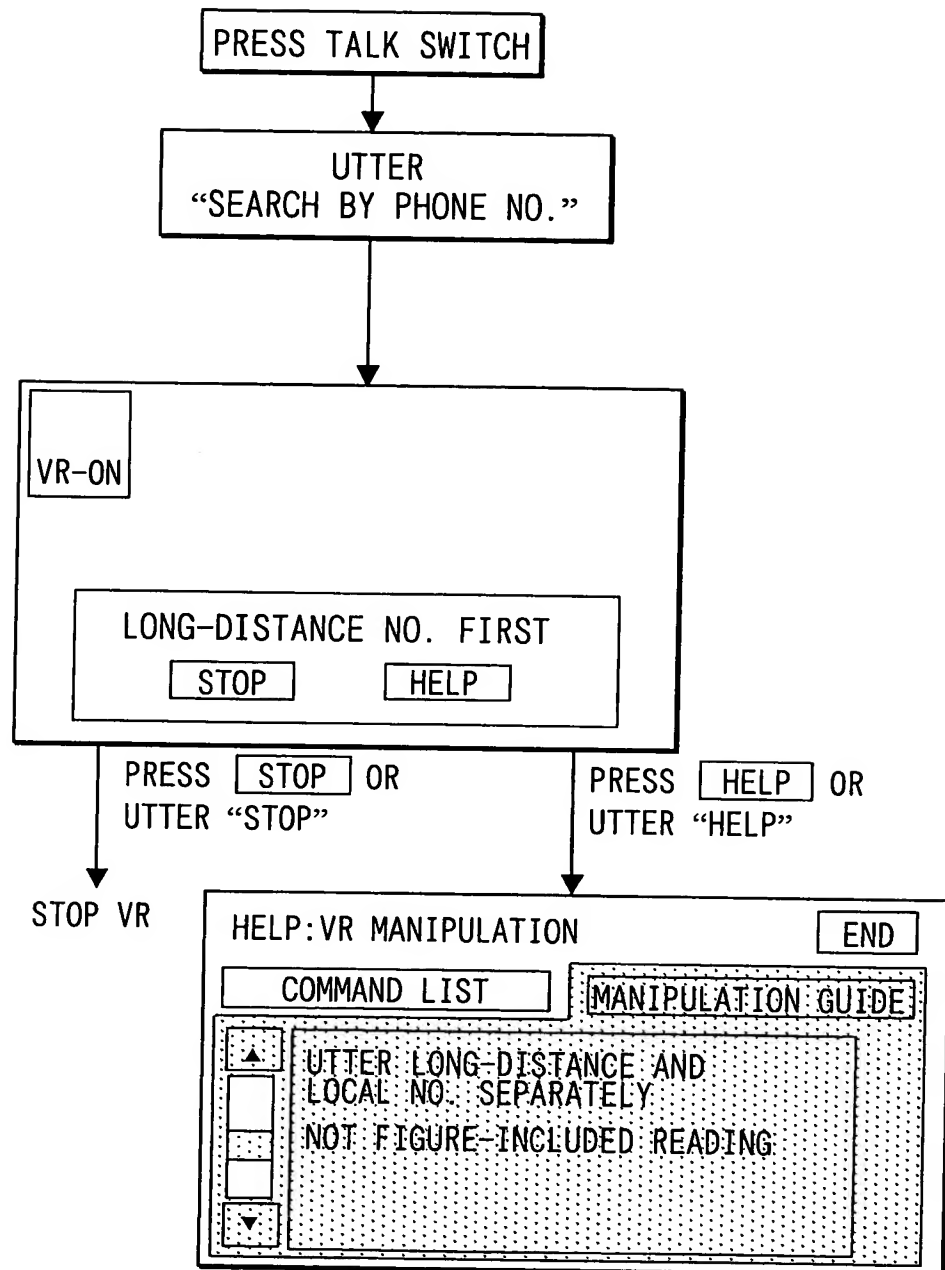 PRESS TALK SWITCH
UTTER
“SEARCH BY PHONE NO.”
VR-ON
LONG-DISTANCE NO. FIRST
STOP
HELP
PRESS STOP OR
UTTER “STOP”
PRESS HELP OR
UTTER “HELP”
STOP VR
HELP:VR MANIPULATION
END
COMMAND LIST
MANIPULATION GUIDE
UTTER LONG-DISTANCE AND
LOCAL NO. SEPARATELY
NOT FIGURE-INCLUDED READING